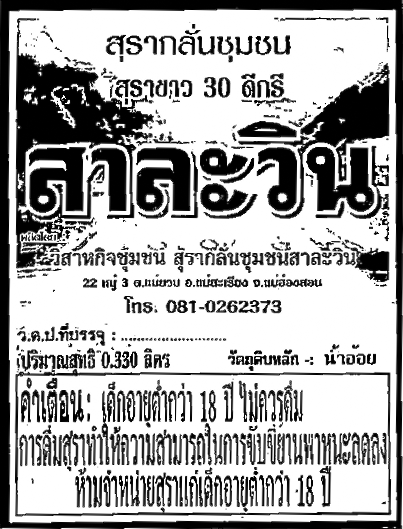 สุรากลั่นชุมชน
สุราขาว 30 ดีกรี
สาละวิน
วิสาหกิจชุมชน สุรากลั่นชุมชนสาละวิน
22 หมู่ 3 ต.แม่ยวม อ.แม่สะเรียง จ.แม่ฮ่องสอน
โทร. 081-0262373
ว.ด.ป.ที่บรรจุ : ........................
ปริมาณสุทธิ 0.330 ลิตร วัตถุดิบหลัก -: น้ำอ้อย
คำเตือน: เด็กอายุต่ำกว่า 18 ปี ไม่ควรดื่ม
การดื่มสุราทำให้ความสามารถในการขับขี่ยานพาหนะลดลง
ห้ามจำหน่ายสุราแก่เด็กอายุต่ำกว่า 18 ปี